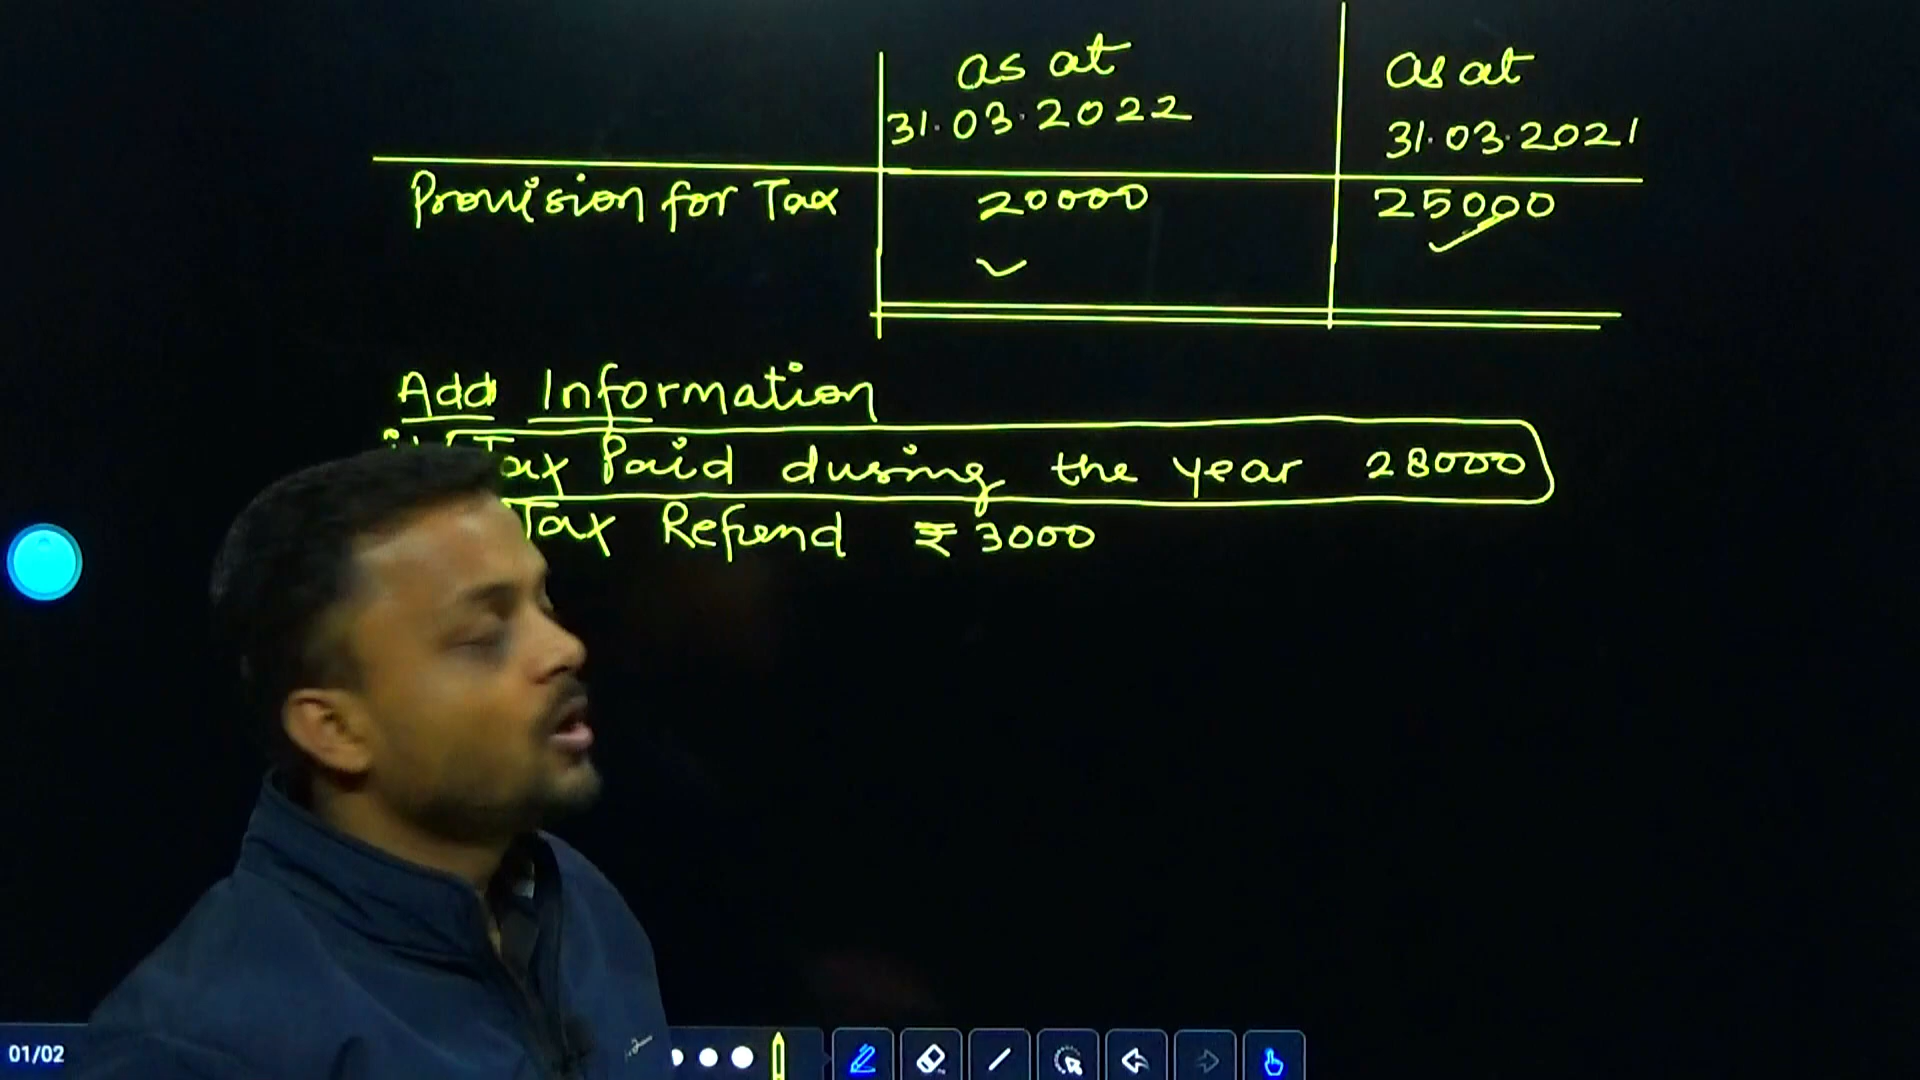 as at as at
31.03.2022 31.03.2021
Provision for Tax 20000 25000
Add Information
Tax Paid during the year 28000
Tax Refund ₹ 3000
01/02